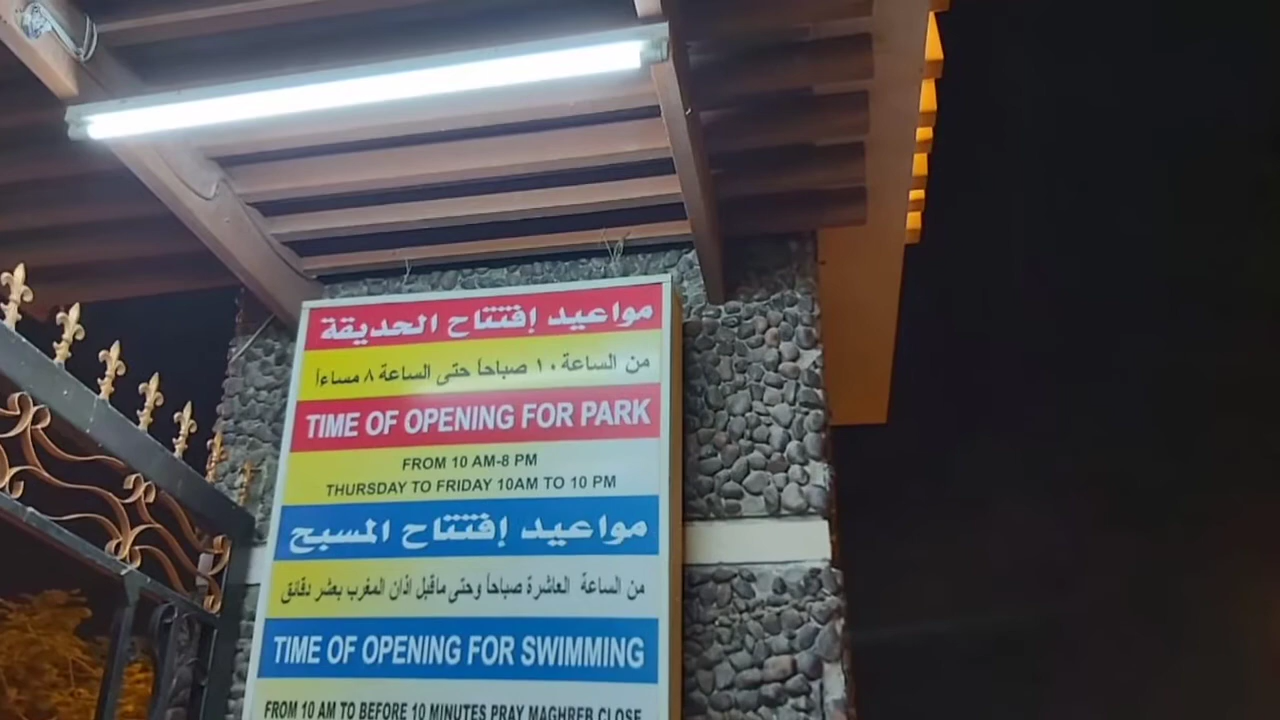 مواعيد إفتتاح الحديقة
من الساعة ١٠ صباحاً حتى الساعة ٨ مساءاً
TIME OF OPENING FOR PARK
FROM 10 AM-8 PM
THURSDAY TO FRIDAY 10AM TO 10 PM
مواعيد إفتتاح المسبح
من الساعة العاشرة صباحاً وحتى ماقبل اذان المغرب بعشر دقائق
TIME OF OPENING FOR SWIMMING
FROM 10 AM TO BEFORE 10 MINUTES PRAY MAGHREB CLOSE